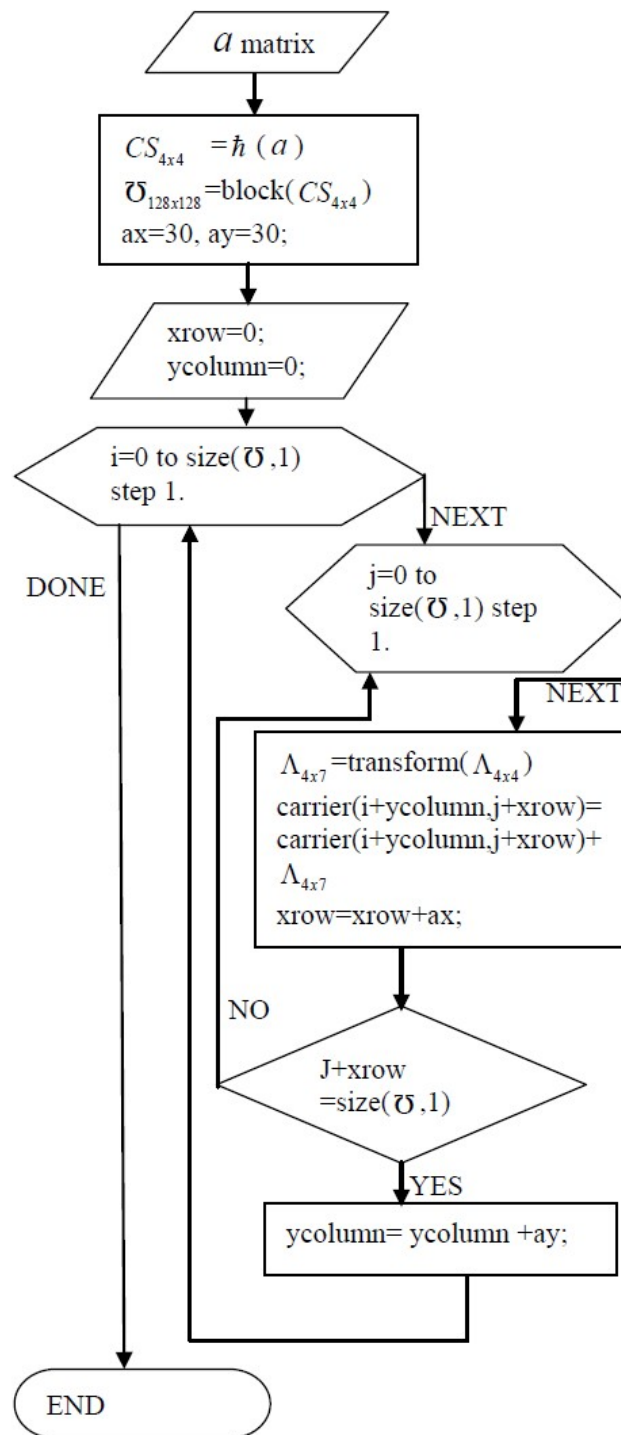 a matrix
CS4x4 =ħ (a)
℧128x128=block(CS4x4)
ax=30, ay=30;
xrow=0;
ycolumn=0;
i=0 to size(℧,1)
step 1.
NEXT
DONE
j=0 to
size(℧,1) step
1.
NEXT
Λ4x7=transform(Λ4x4)
carrier(i+ycolumn,j+xrow)=
carrier(i+ycolumn,j+xrow)+
Λ4x7
xrow=xrow+ax;
NO
J+xrow
=size(℧,1)
YES
ycolumn= ycolumn +ay;
END